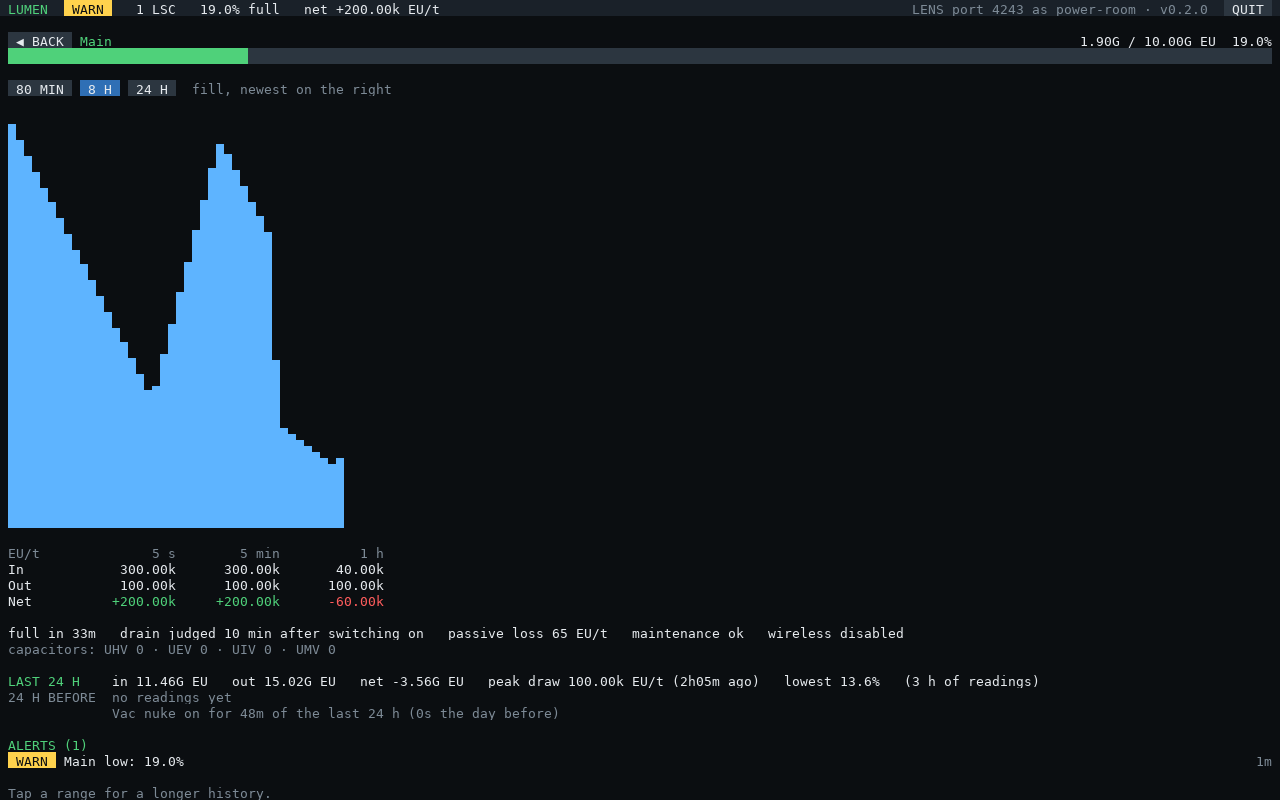 LUMEN WARN 1 LSC 19.0% full net +200.00k EU/t LENS port 4243 as power-room · v0.2.0 QUIT
◀ BACK Main 1.90G / 10.00G EU 19.0%
80 MIN 8 H 24 H fill, newest on the right
EU/t 5 s 5 min 1 h
In 300.00k 300.00k 40.00k
Out 100.00k 100.00k 100.00k
Net +200.00k +200.00k -60.00k
full in 33m drain judged 10 min after switching on passive loss 65 EU/t maintenance ok wireless disabled
capacitors: UHV 0 · UEV 0 · UIV 0 · UMV 0
LAST 24 H in 11.46G EU out 15.02G EU net -3.56G EU peak draw 100.00k EU/t (2h05m ago) lowest 13.6% (3 h of readings)
24 H BEFORE no readings yet
Vac nuke on for 48m of the last 24 h (0s the day before)
ALERTS (1)
WARN Main low: 19.0% 1m
Tap a range for a longer history.